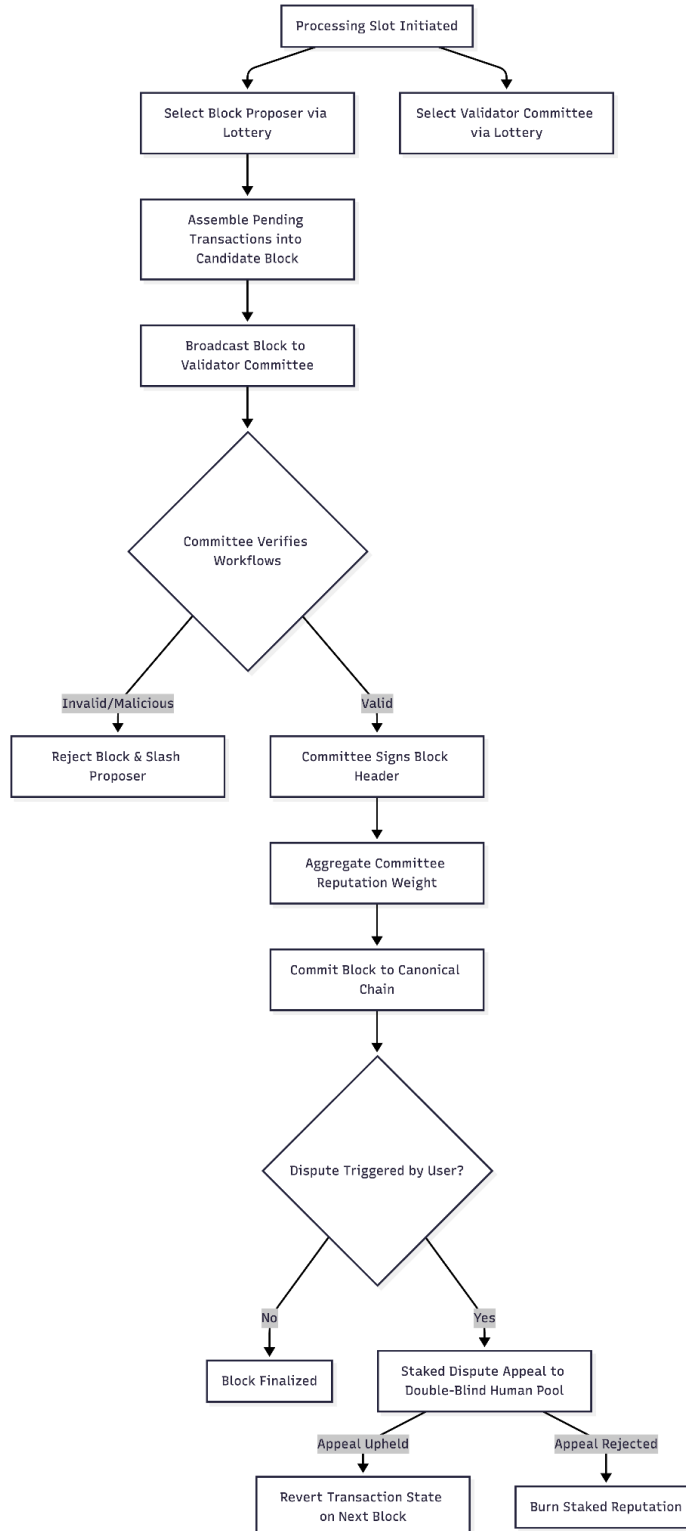 Processing Slot Initiated
Select Block Proposer via
Lottery
Select Validator Committee
via Lottery
Assemble Pending
Transactions into
Candidate Block
Broadcast Block to
Validator Committee
Committee Verifies
Workflows
Invalid/Malicious
Valid
Reject Block & Slash
Proposer
Committee Signs Block
Header
Aggregate Committee
Reputation Weight
Commit Block to Canonical
Chain
Dispute Triggered by User?
No
Yes
Block Finalized
Staked Dispute Appeal to
Double-Blind Human Pool
Appeal Upheld
Appeal Rejected
Revert Transaction State
on Next Block
Burn Staked Reputation